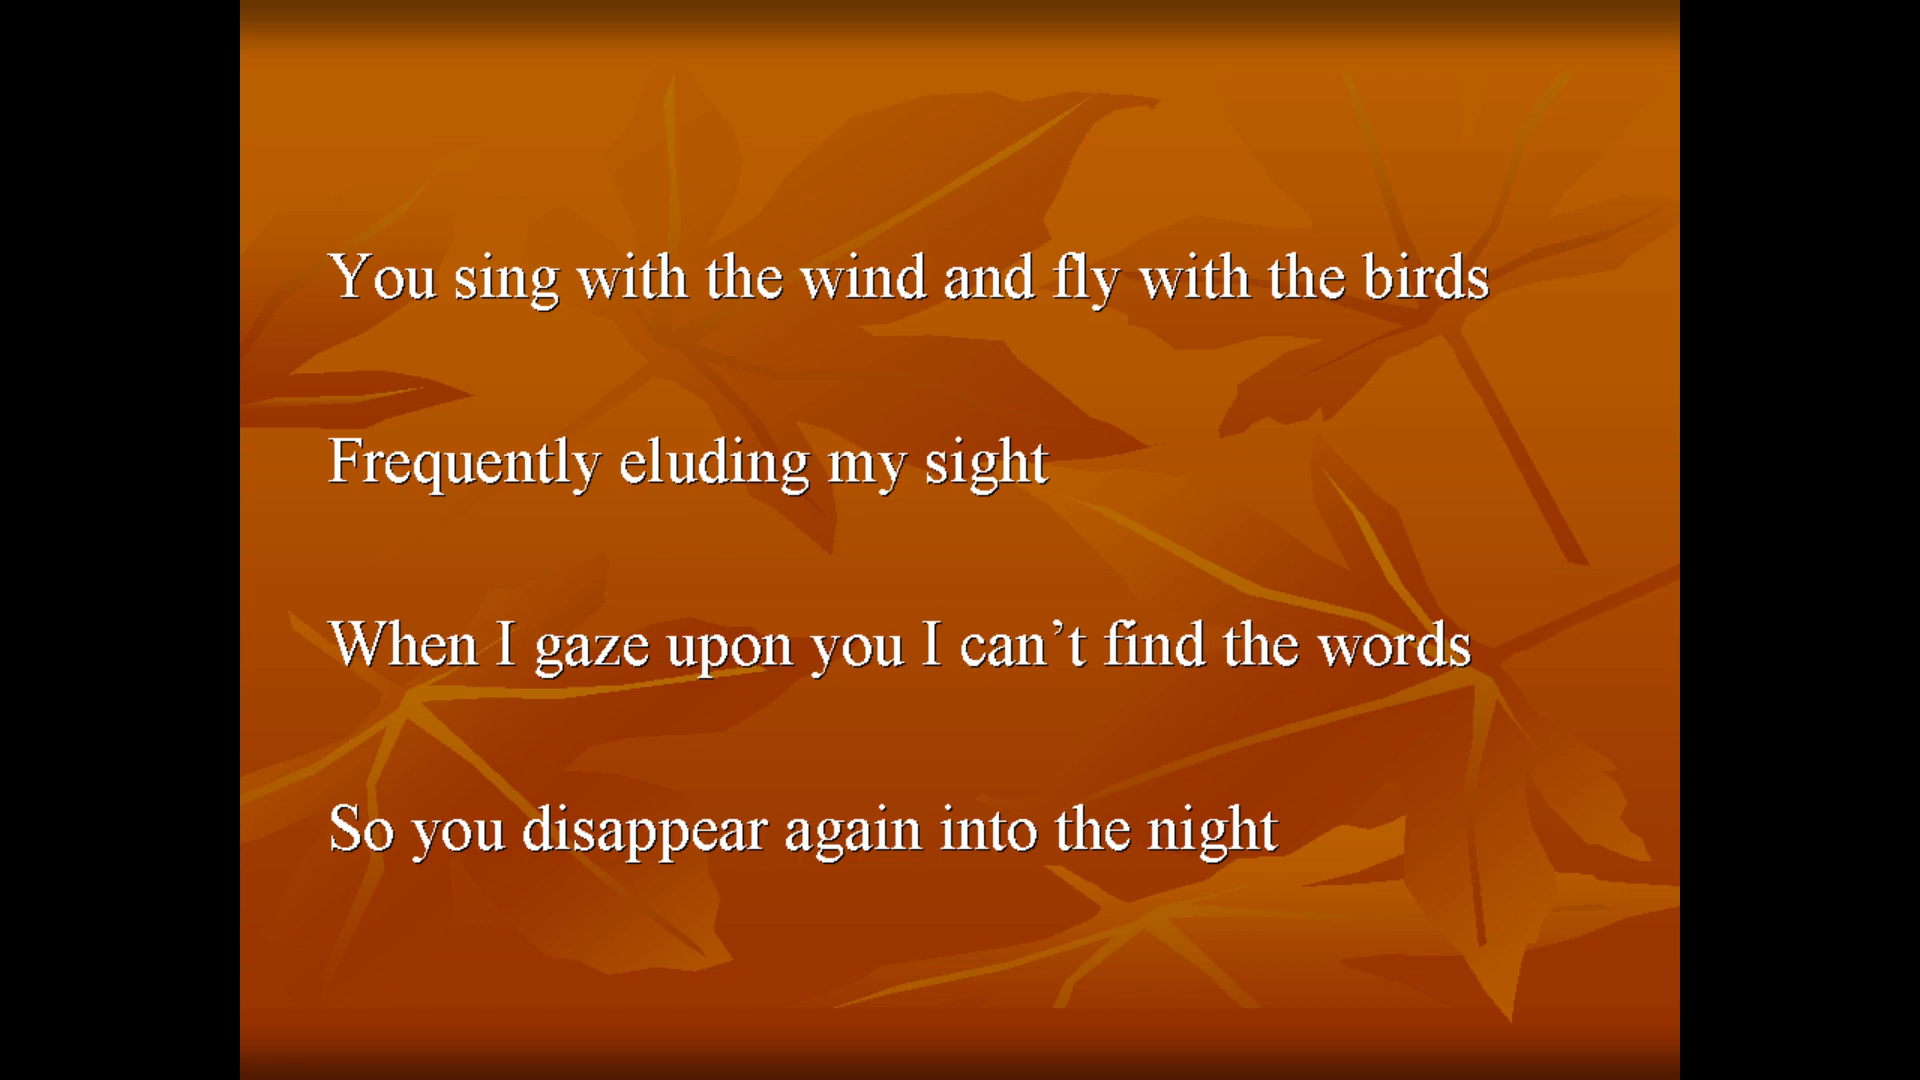 You sing with the wind and fly with the birds
Frequently eluding my sight
When I gaze upon you I can’t find the words
So you disappear again into the night